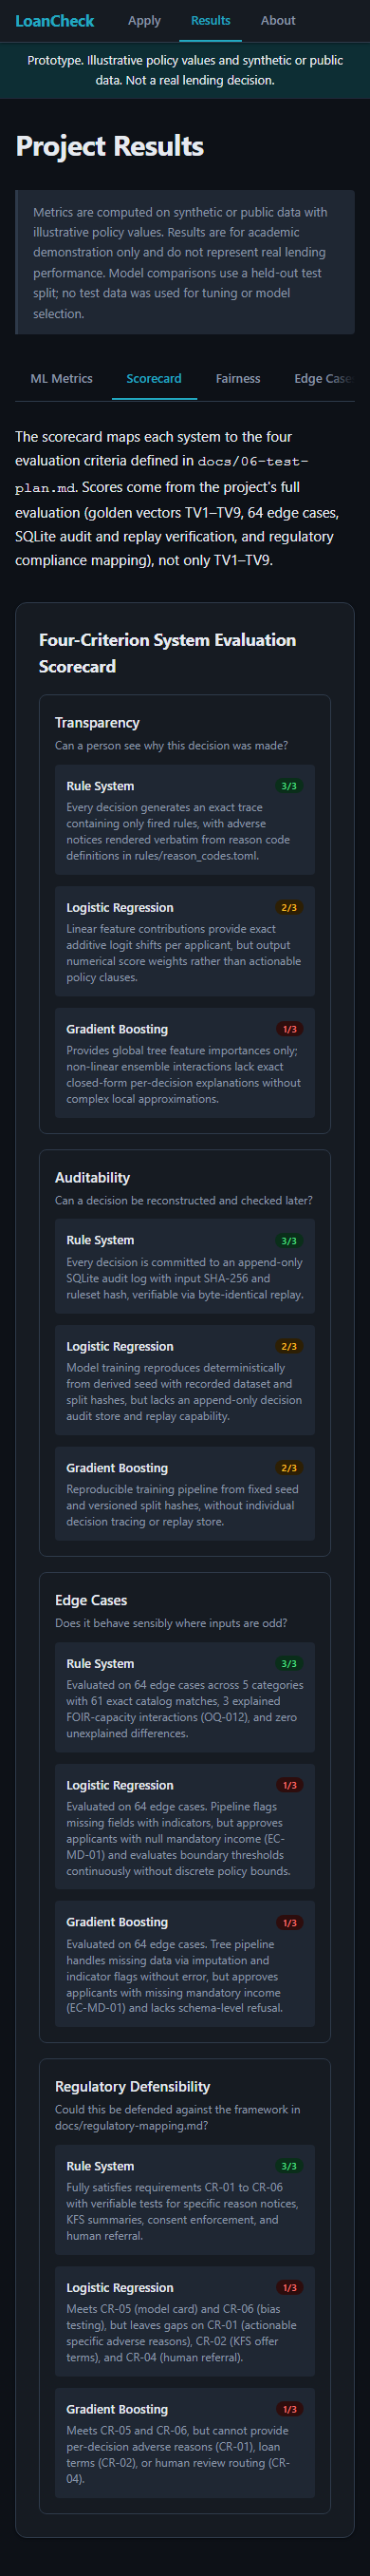 LoanCheck Apply Results About
Prototype. Illustrative policy values and synthetic or public
data. Not a real lending decision.
Project Results
Metrics are computed on synthetic or public data with
illustrative policy values. Results are for academic
demonstration only and do not represent real lending
performance. Model comparisons use a held-out test
split; no test data was used for tuning or model
selection.
ML Metrics Scorecard Fairness Edge Case
The scorecard maps each system to the four
evaluation criteria defined in docs/06-test-
plan.md. Scores come from the project's full
evaluation (golden vectors TV1–TV9, 64 edge cases,
SQLite audit and replay verification, and regulatory
compliance mapping), not only TV1–TV9.
Four-Criterion System Evaluation
Scorecard
Transparency
Can a person see why this decision was made?
Rule System 3/3
Every decision generates an exact trace
containing only fired rules, with adverse
notices rendered verbatim from reason code
definitions in rules/reason_codes.toml.
Logistic Regression 2/3
Linear feature contributions provide exact
additive logit shifts per applicant, but output
numerical score weights rather than actionable
policy clauses.
Gradient Boosting 1/3
Provides global tree feature importances only;
non-linear ensemble interactions lack exact
closed-form per-decision explanations without
complex local approximations.
Auditability
Can a decision be reconstructed and checked later?
Rule System 3/3
Every decision is committed to an append-only
SQLite audit log with input SHA-256 and
ruleset hash, verifiable via byte-identical replay.
Logistic Regression 2/3
Model training reproduces deterministically
from derived seed with recorded dataset and
split hashes, but lacks an append-only decision
audit store and replay capability.
Gradient Boosting 2/3
Reproducible training pipeline from fixed seed
and versioned split hashes, without individual
decision tracing or replay store.
Edge Cases
Does it behave sensibly where inputs are odd?
Rule System 3/3
Evaluated on 64 edge cases across 5 categories
with 61 exact catalog matches, 3 explained
FOIR-capacity interactions (OQ-012), and zero
unexplained differences.
Logistic Regression 1/3
Evaluated on 64 edge cases. Pipeline flags
missing fields with indicators, but approves
applicants with null mandatory income (EC-
MD-01) and evaluates boundary thresholds
continuously without discrete policy bounds.
Gradient Boosting 1/3
Evaluated on 64 edge cases. Tree pipeline
handles missing data via imputation and
indicator flags without error, but approves
applicants with missing mandatory income
(EC-MD-01) and lacks schema-level refusal.
Regulatory Defensibility
Could this be defended against the framework in
docs/regulatory-mapping.md?
Rule System 3/3
Fully satisfies requirements CR-01 to CR-06
with verifiable tests for specific reason notices,
KFS summaries, consent enforcement, and
human referral.
Logistic Regression 1/3
Meets CR-05 (model card) and CR-06 (bias
testing), but leaves gaps on CR-01 (actionable
specific adverse reasons), CR-02 (KFS offer
terms), and CR-04 (human referral).
Gradient Boosting 1/3
Meets CR-05 and CR-06, but cannot provide
per-decision adverse reasons (CR-01), loan
terms (CR-02), or human review routing (CR-
04).